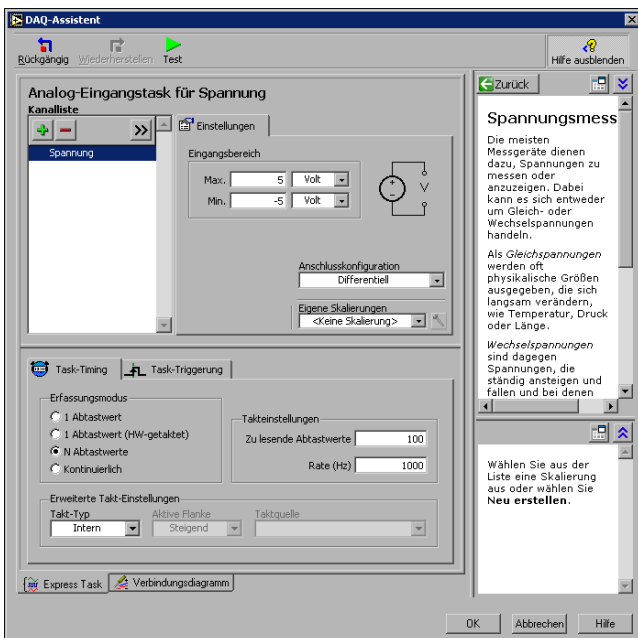 DAQ-Assistent
Rückgängig Wiederherstellen Test
Hilfe ausblenden
Analog-Eingangstask für Spannung
Kanalliste
Spannung
Einstellungen
Eingangsbereich
Max. 5 Volt
Min. -5 Volt
V
Anschlusskonfiguration
Differentiell
Eigene Skalierungen
<Keine Skalierung>
Task-Timing Task-Triggerung
Erfassungsmodus
1 Abtastwert
1 Abtastwert (HW-getaktet)
N Abtastwerte
Kontinuierlich
Takteinstellungen
Zu lesende Abtastwerte 100
Rate (Hz) 1000
Erweiterte Takt-Einstellungen
Takt-Typ Aktive Flanke Taktquelle
Intern Steigend
Express Task Verbindungsdiagramm
Zurück
Spannungsmess
Die meisten
Messgeräte dienen
dazu, Spannungen zu
messen oder
anzuzeigen. Dabei
kann es sich entweder
um Gleich- oder
Wechselspannungen
handeln.
Als Gleichspannungen
werden oft
physikalische Größen
ausgegeben, die sich
langsam verändern,
wie Temperatur, Druck
oder Länge.
Wechselspannungen
sind dagegen
Spannungen, die
ständig ansteigen und
fallen und bei denen
Wählen Sie aus der
Liste eine Skalierung
aus oder wählen Sie
Neu erstellen.
OK Abbrechen Hilfe